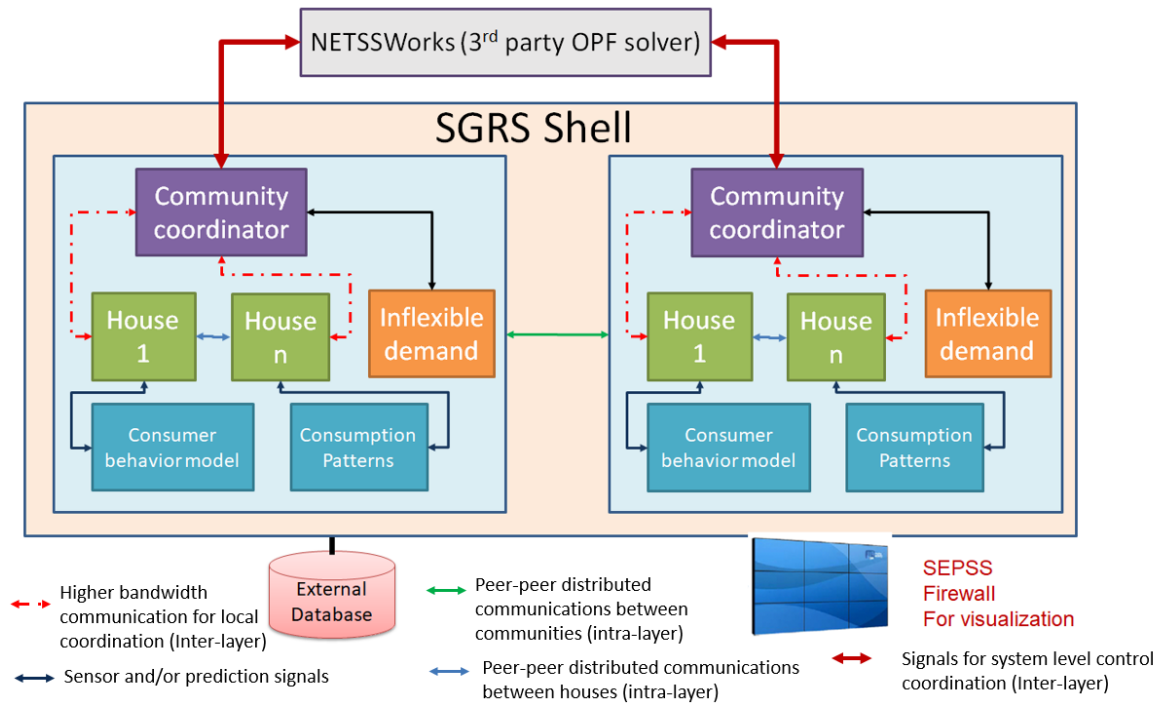 NETSSWorks (3rd party OPF solver)
SGRS Shell
Community
coordinator
House
1
House
n
Inflexible
demand
Consumer
behavior model
Consumption
Patterns
Community
coordinator
House
1
House
n
Inflexible
demand
Consumer
behavior model
Consumption
Patterns
Higher bandwidth
communication for local
coordination (Inter-layer)
Sensor and/or prediction signals
External
Database
Peer-peer distributed
communications between
communities (intra-layer)
Peer-peer distributed communications
between houses (intra-layer)
SEPSS
Firewall
For visualization
Signals for system level control
coordination (Inter-layer)